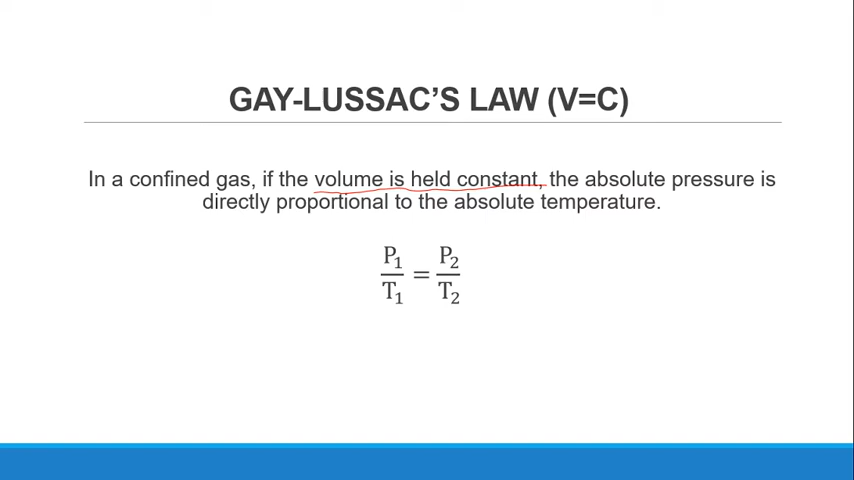 GAY-LUSSAC’S LAW (V=C)
In a confined gas, if the volume is held constant, the absolute pressure is
directly proportional to the absolute temperature.
P₁/T₁ = P₂/T₂